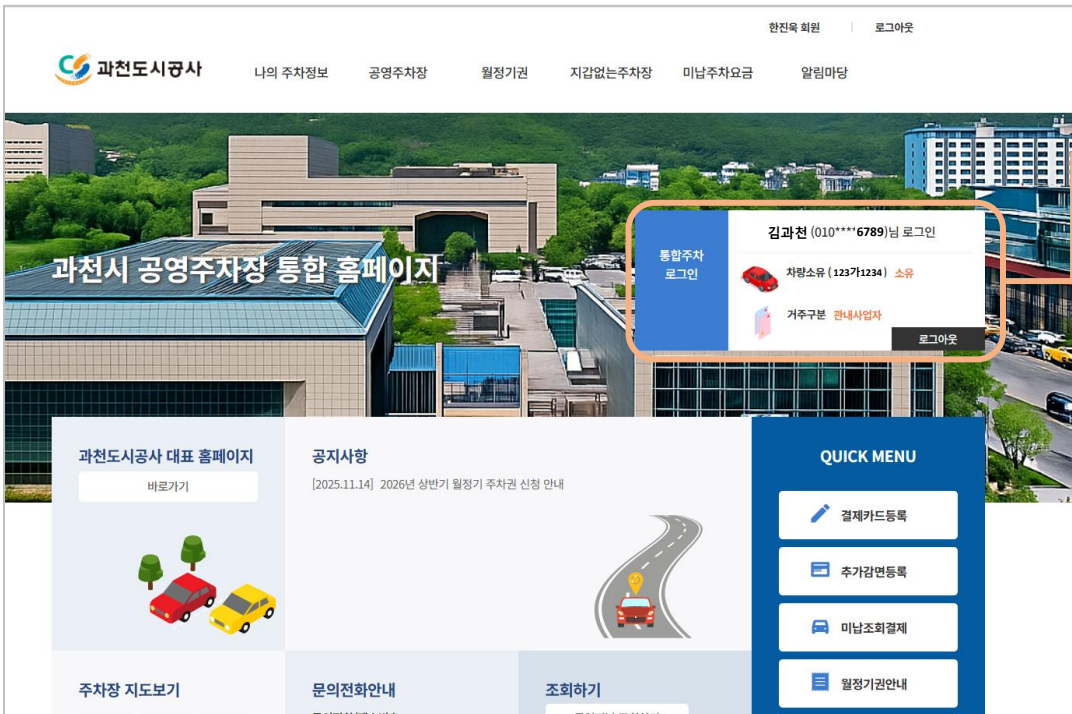 한진욱 회원
로그아웃
과천도시공사
나의 주차정보 공영주차장 월정기권 지갑없는주차장 미납주차요금 알림마당
과천시 공영주차장 통합 홈페이지
통합주차
로그인
김과천 (010****6789)님 로그인
차량소유 ( 123가1234 ) 소유
거주구분 관내사업자
로그아웃
과천도시공사 대표 홈페이지
바로가기
공지사항
[2025.11.14] 2026년 상반기 월정기 주차권 신청 안내
QUICK MENU
결제카드등록
추가감면등록
미납조회결제
월정기권안내
주차장 지도보기
문의전화안내
조회하기